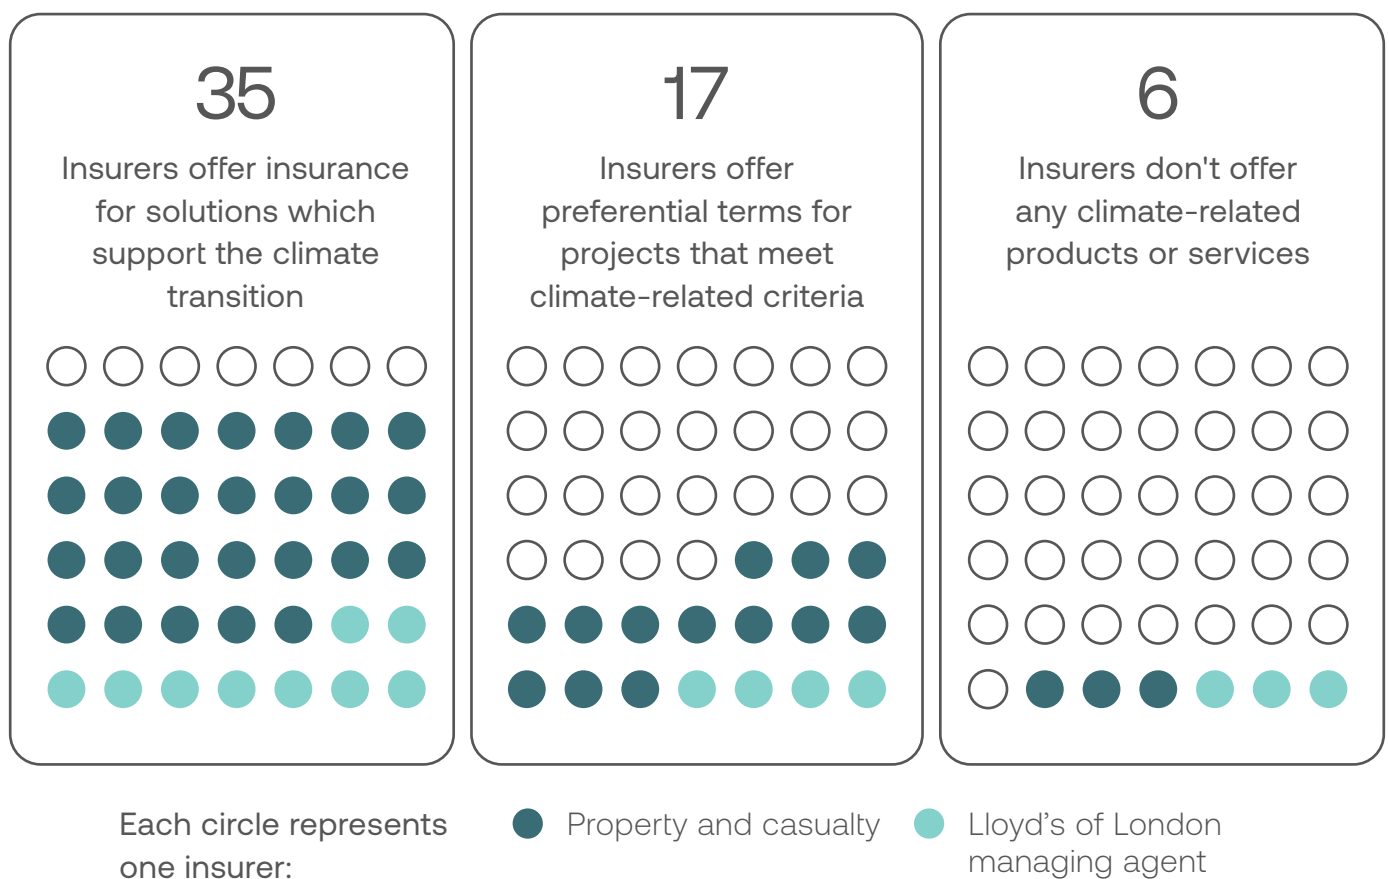 35
Insurers offer insurance
for solutions which
support the climate
transition
17
Insurers offer
preferential terms for
projects that meet
climate-related criteria
6
Insurers don't offer
any climate-related
products or services
Each circle represents
one insurer:
Property and casualty
Lloyd’s of London
managing agent